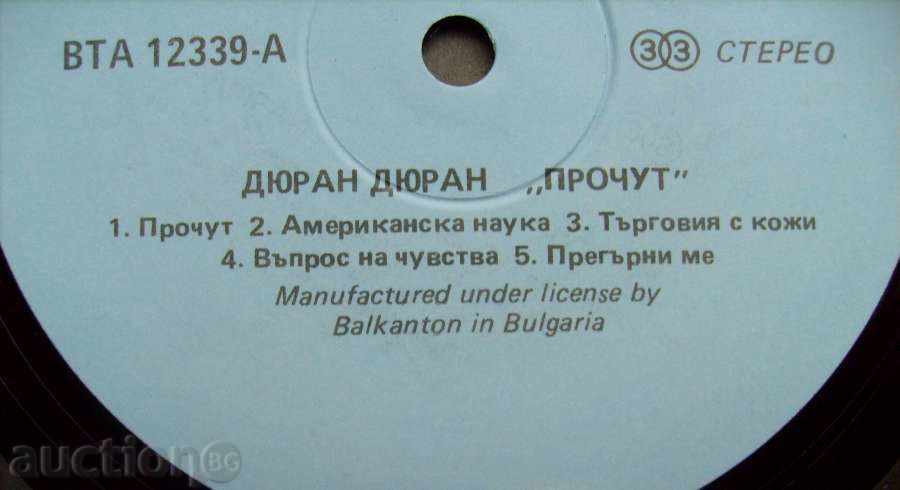 ВТА 12339-А
33 СТЕРЕО
ДЮРАН ДЮРАН „ПРОЧУТ"
1. Прочут 2. Американска наука 3. Търговия с кожи
4. Въпрос на чувства 5. Прегърни ме
Manufactured under license by
Balkanton in Bulgaria
auction BG